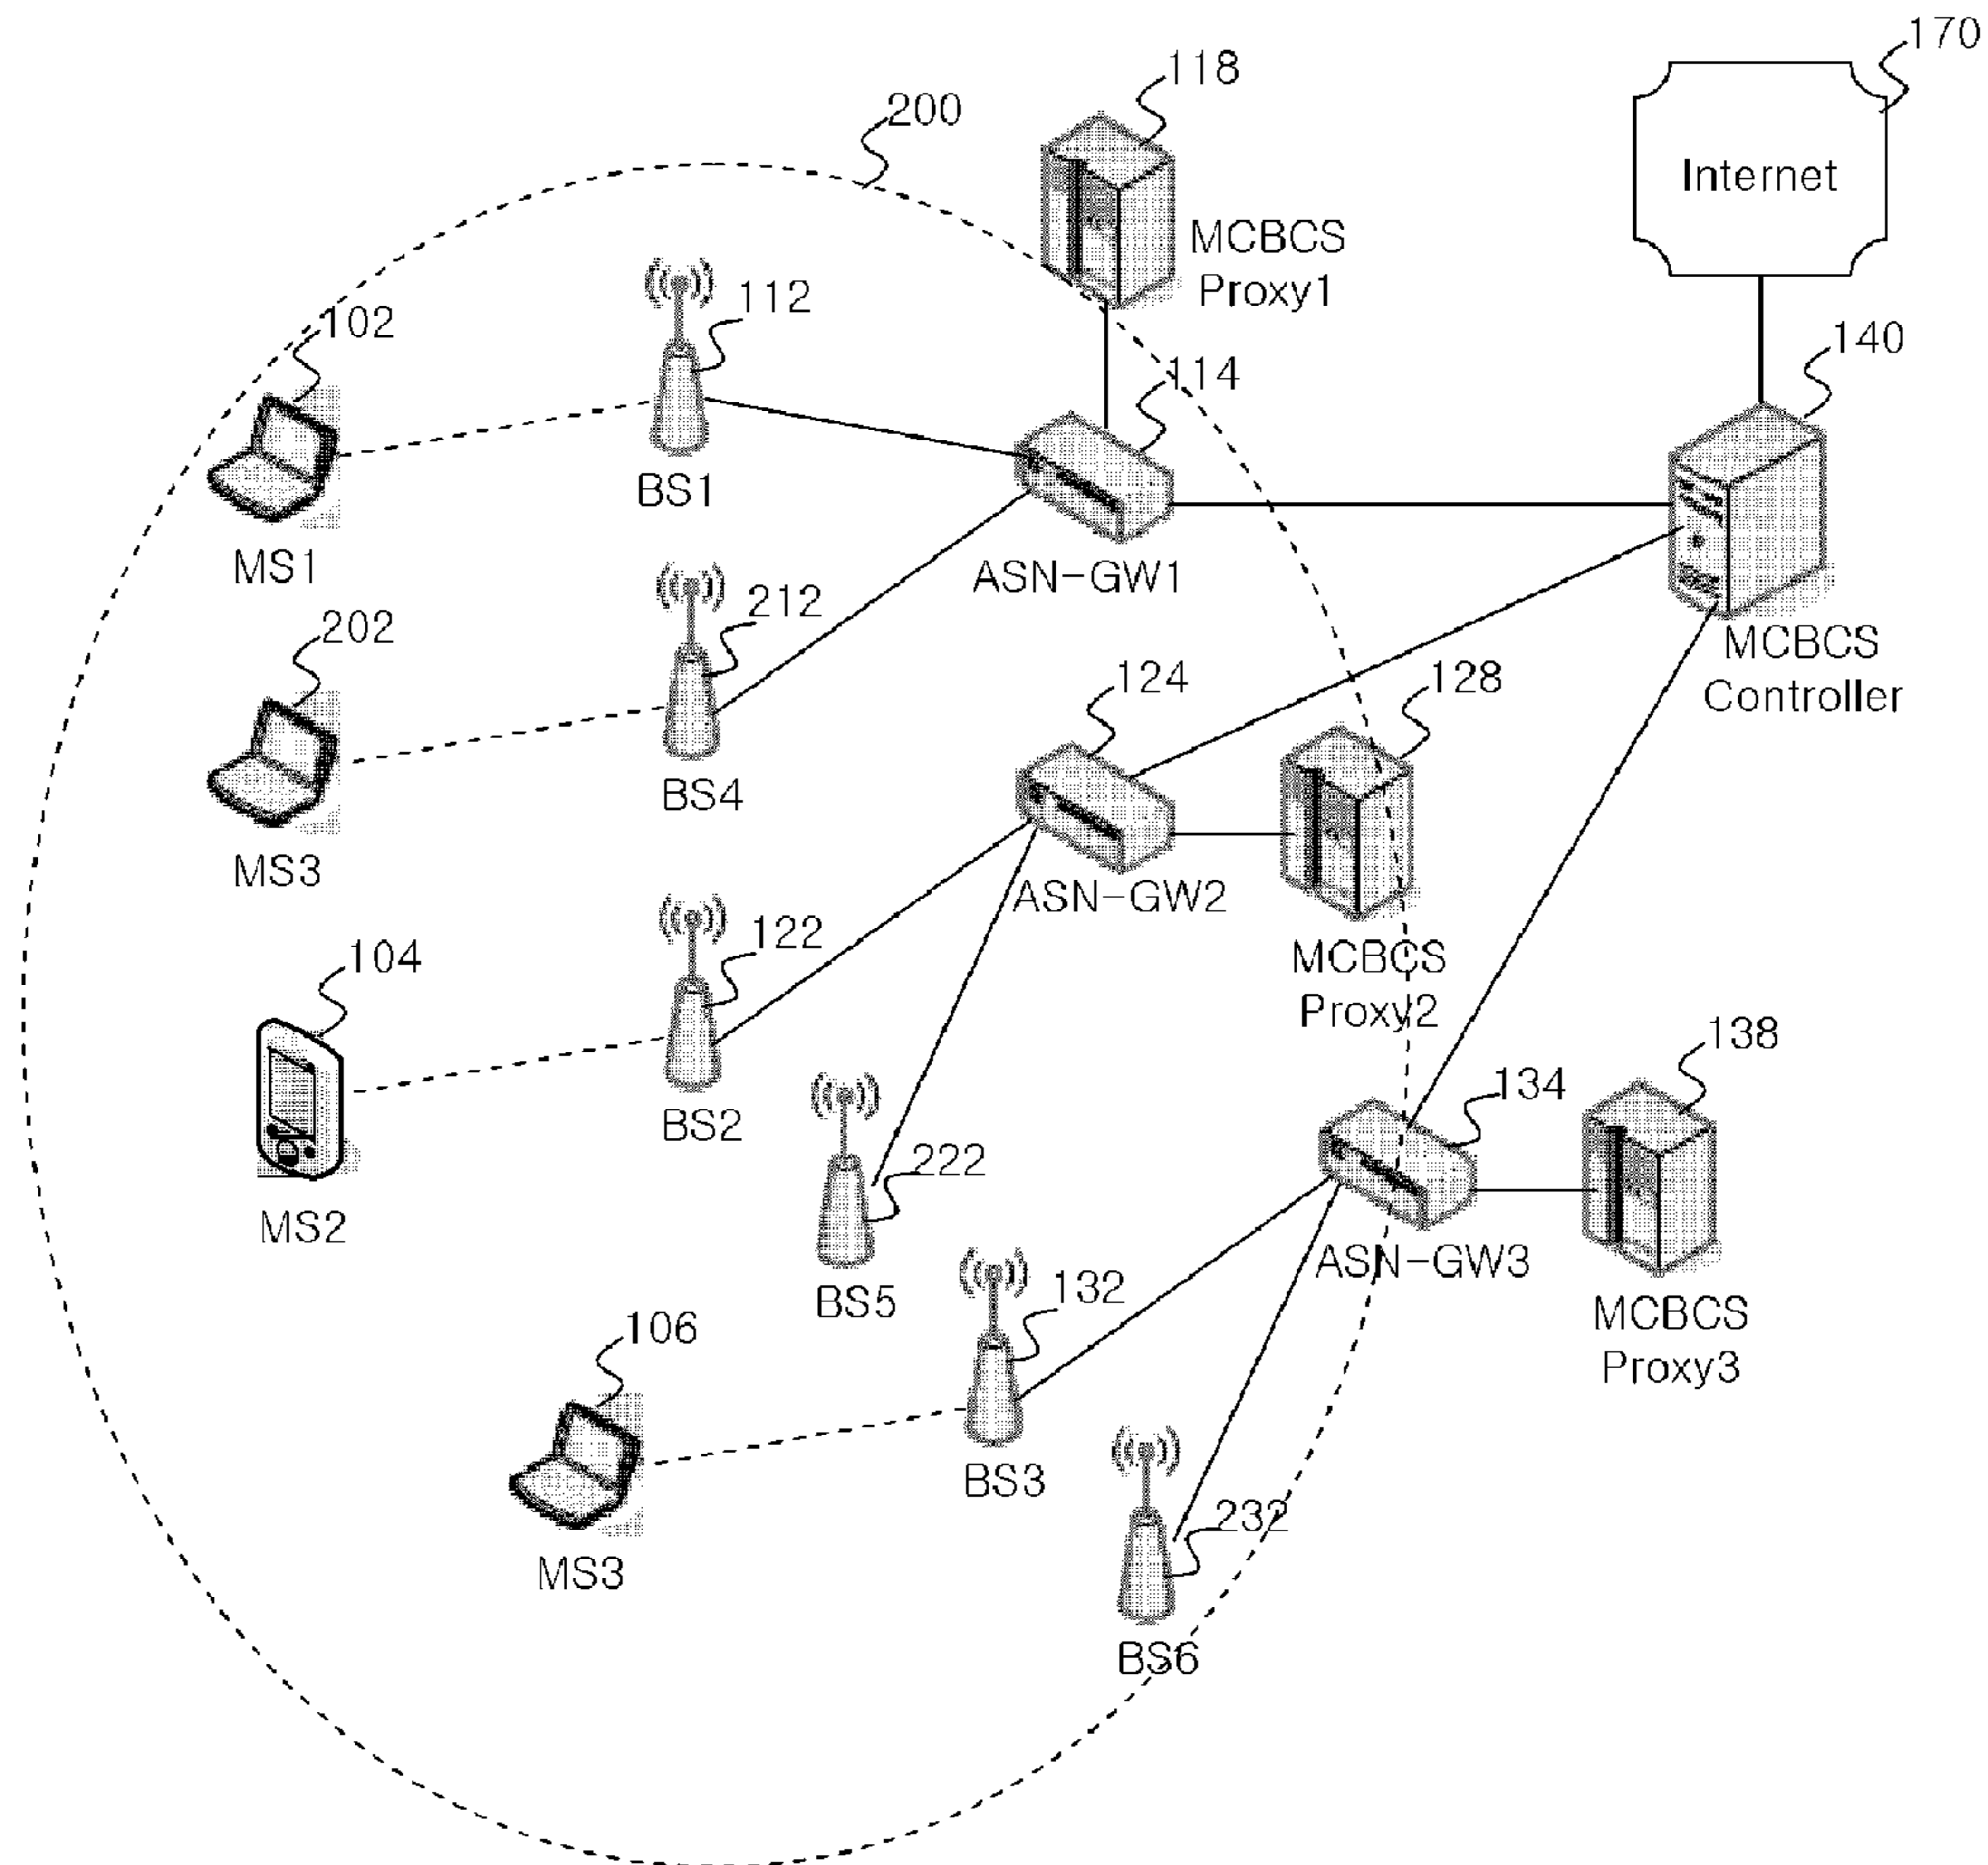 170
118
200
Internet
MCBCS
Proxy1
112
102
140
114
BS1
MS1
ASN-GW1
212
202
MCBCS
Controller
124
128
BS4
MS3
ASN-GW2
122
104
MCBCS
Proxy2
138
134
BS2
222
MS2
ASN-GW3
BS5
132
MCBCS
Proxy3
106
BS3
232
MS3
BS6